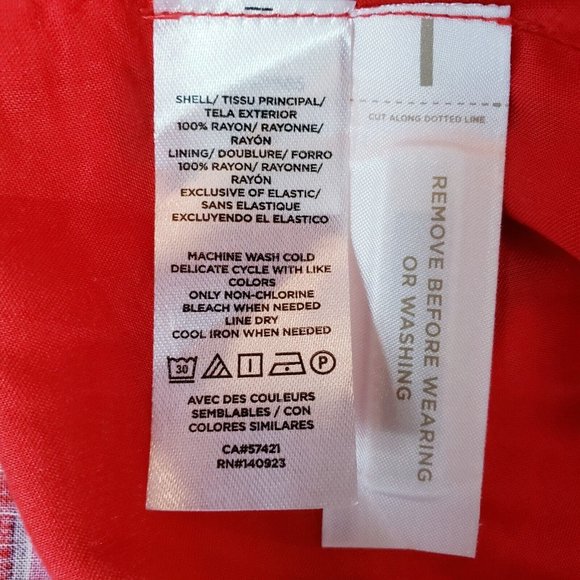 SHELL/ TISSU PRINCIPAL/
TELA EXTERIOR
100% RAYON/ RAYONNE/
RAYÓN
LINING/ DOUBLURE/ FORRO
100% RAYON/ RAYONNE/
RAYÓN
EXCLUSIVE OF ELASTIC/
SANS ELASTIQUE
EXCLUYENDO EL ELASTICO
MACHINE WASH COLD
DELICATE CYCLE WITH LIKE
COLORS
ONLY NON-CHLORINE
BLEACH WHEN NEEDED
LINE DRY
COOL IRON WHEN NEEDED
30 P
AVEC DES COULEURS
SEMBLABLES / CON
COLORES SIMILARES
CA#57421
RN#140923
CUT ALONG DOTTED LINE
REMOVE BEFORE WEARING
OR WASHING